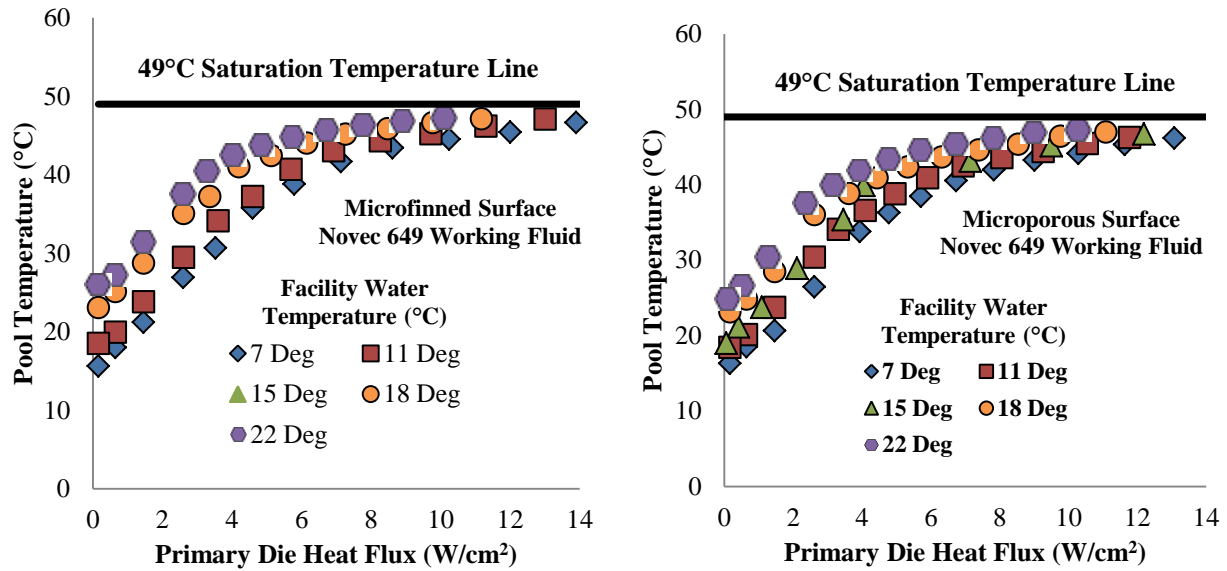 60
50
40
30
20
10
0
Pool Temperature (°C)
49°C Saturation Temperature Line
Microfinned Surface
Novec 649 Working Fluid
Facility Water
Temperature (°C)
7 Deg
11 Deg
15 Deg
18 Deg
22 Deg
0 2 4 6 8 10 12 14
Primary Die Heat Flux (W/cm²)
60
50
40
30
20
10
0
Pool Temperature (°C)
49°C Saturation Temperature Line
Microporous Surface
Novec 649 Working Fluid
Facility Water
Temperature (°C)
7 Deg
11 Deg
15 Deg
18 Deg
22 Deg
0 2 4 6 8 10 12 14
Primary Die Heat Flux (W/cm²)